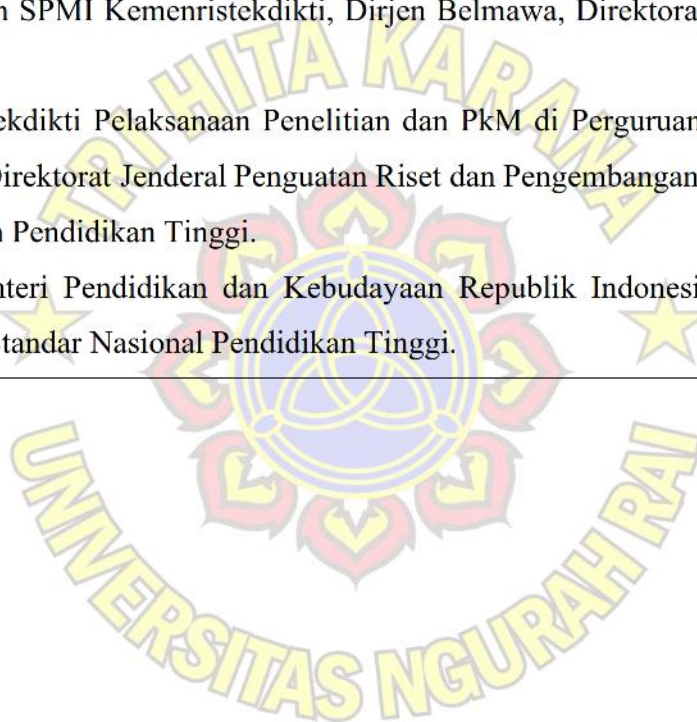 n SPMI Kemenristekdikti, Dirjen Belmawa, Direktora
ekdikti Pelaksanaan Penelitian dan PkM di Perguruan
Direktorat Jenderal Penguatan Riset dan Pengembangan
n Pendidikan Tinggi.
nteri Pendidikan dan Kebudayaan Republik Indonesi
Standar Nasional Pendidikan Tinggi.
TRI HITA KARANA
UNIVERSITAS NGURAH RAI